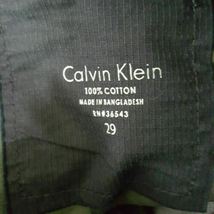 Calvin Klein
100% COTTON
MADE IN BANGLADESH
RN#36543
29